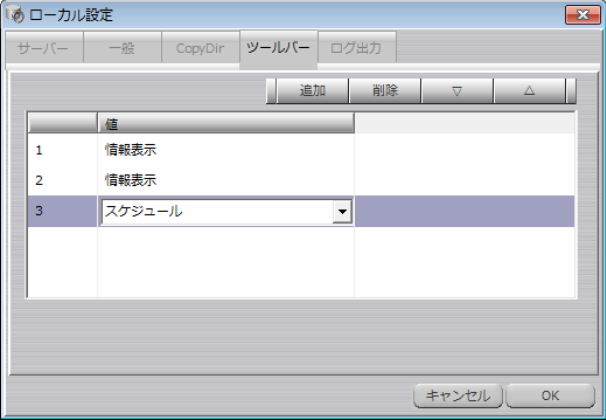 ローカル設定
サーバー 一般 CopyDir ツールバー ログ出力
追加 削除 ▽ △
値
1 情報表示
2 情報表示
3 スケジュール
キャンセル OK